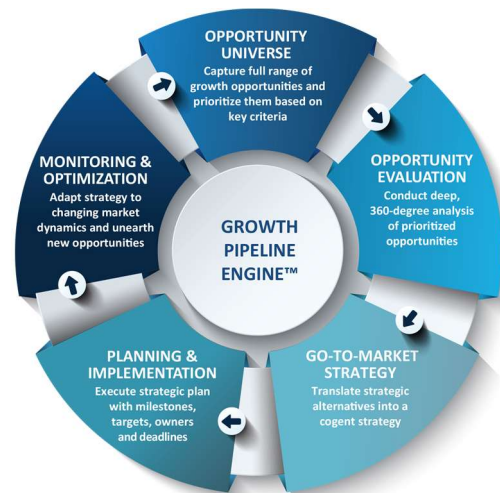 OPPORTUNITY
UNIVERSE
Capture full range of
growth opportunities and
prioritize them based on
key criteria
OPPORTUNITY
EVALUATION
Conduct deep,
360-degree analysis
of prioritized
opportunities
GO-TO-MARKET
STRATEGY
Translate strategic
alternatives into a
cogent strategy
PLANNING &
IMPLEMENTATION
Execute strategic plan
with milestones,
targets, owners
and deadlines
MONITORING &
OPTIMIZATION
Adapt strategy to
changing market
dynamics and unearth
new opportunities
GROWTH
PIPELINE
ENGINE™